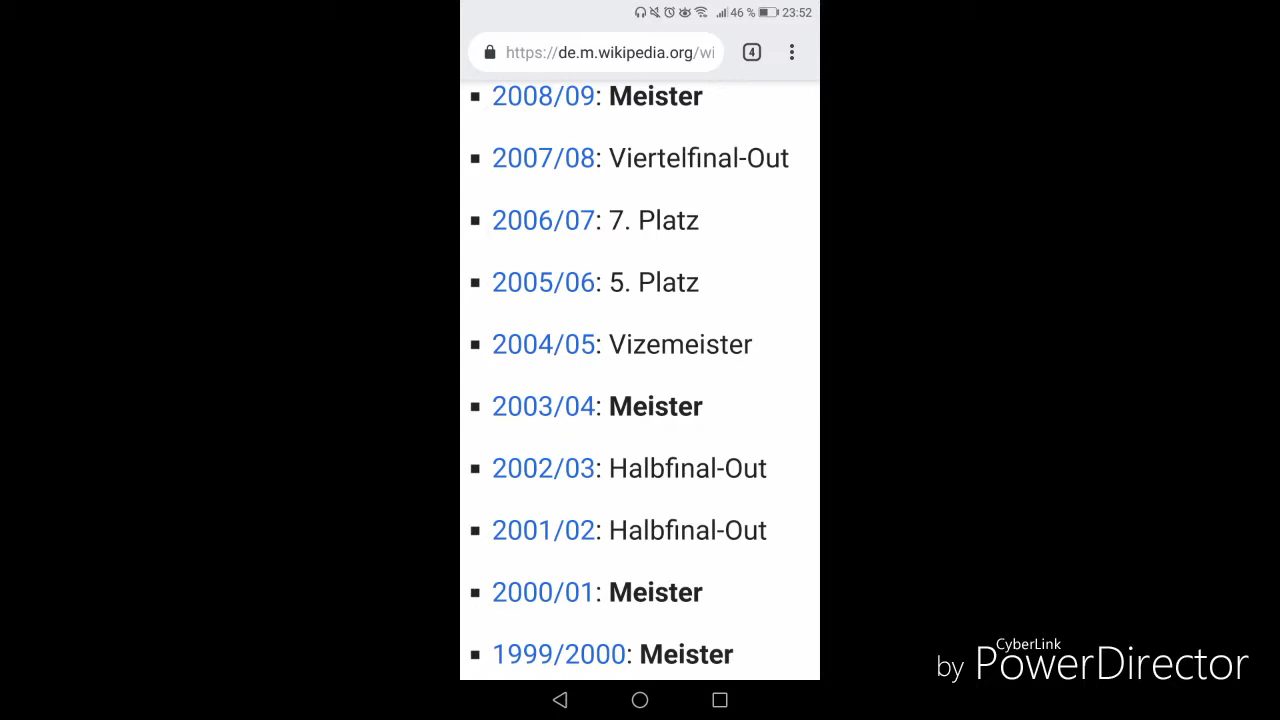 46 % 23:52
https://de.m.wikipedia.org/wi
4
2008/09: Meister
2007/08: Viertelfinal-Out
2006/07: 7. Platz
2005/06: 5. Platz
2004/05: Vizemeister
2003/04: Meister
2002/03: Halbfinal-Out
2001/02: Halbfinal-Out
2000/01: Meister
1999/2000: Meister
CyberLink
by PowerDirector